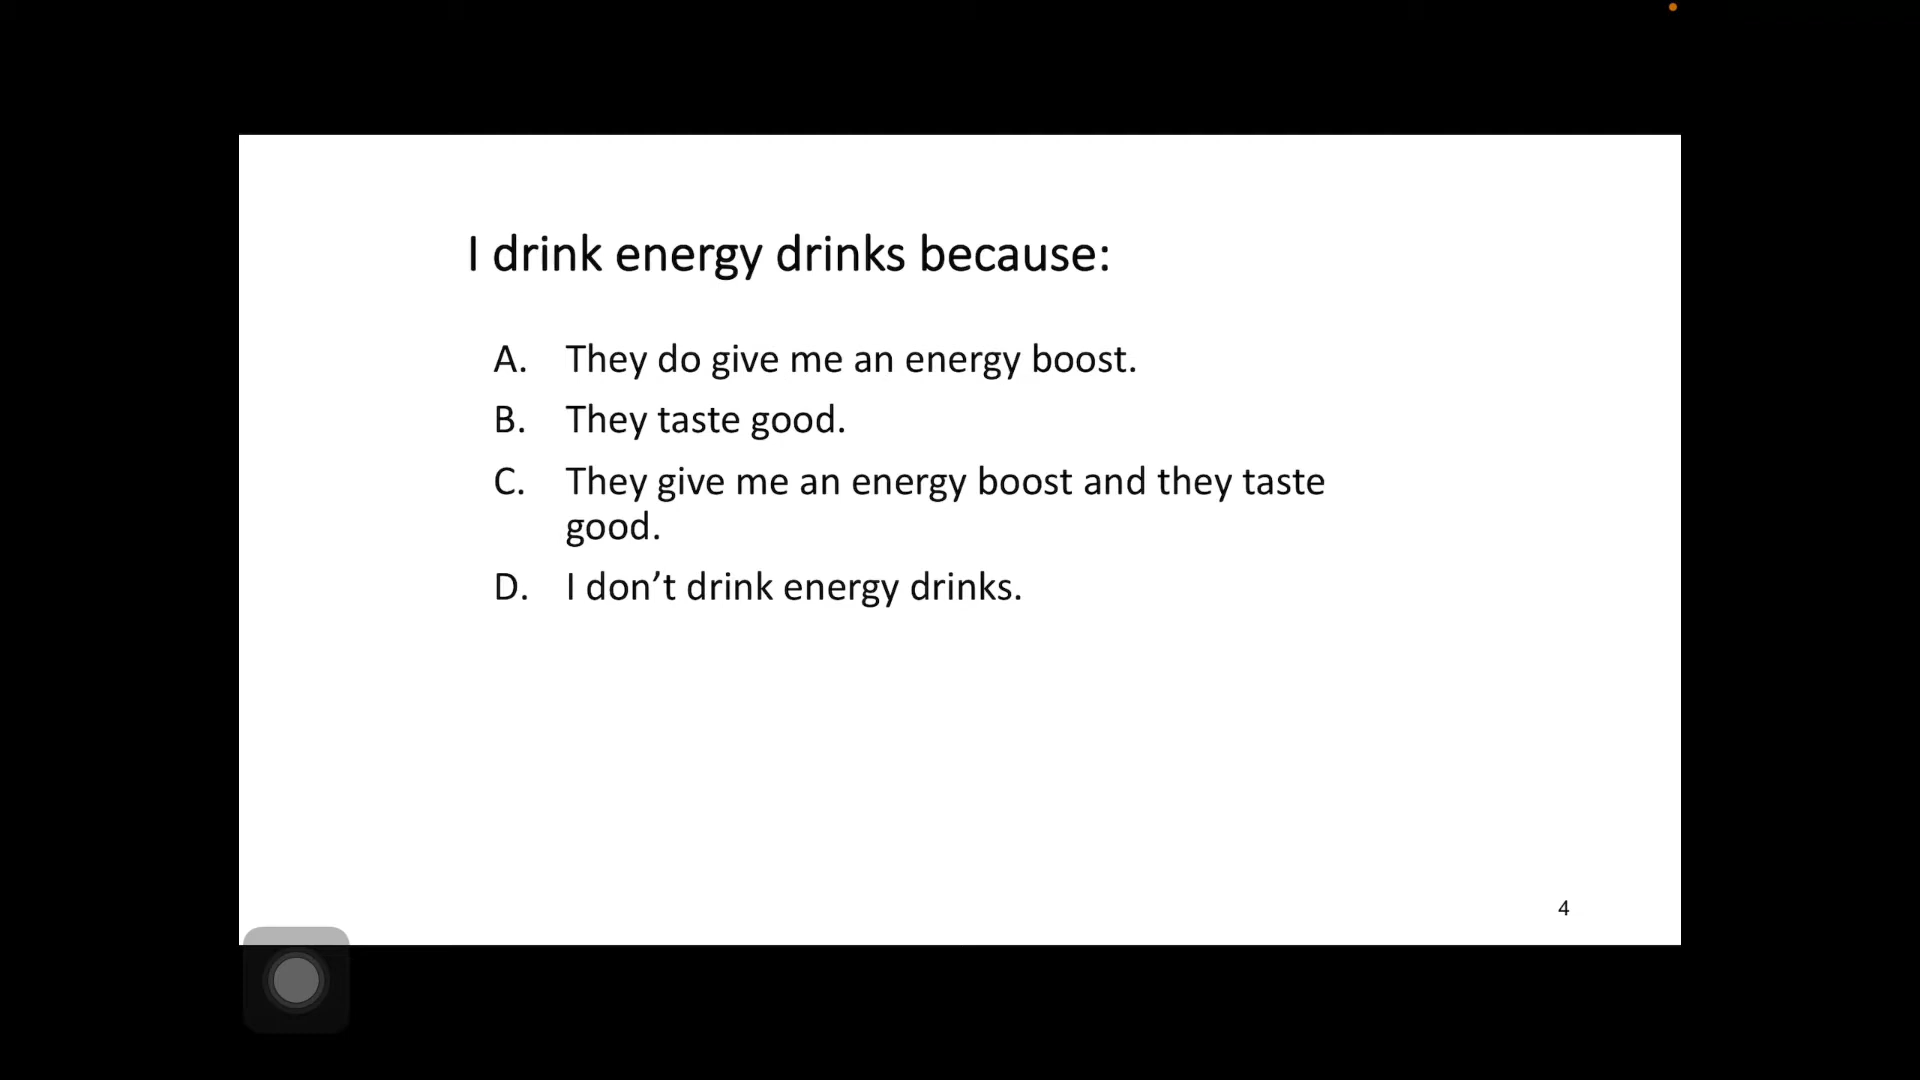 I drink energy drinks because:
A. They do give me an energy boost.
B. They taste good.
C. They give me an energy boost and they taste
good.
D. I don’t drink energy drinks.
4